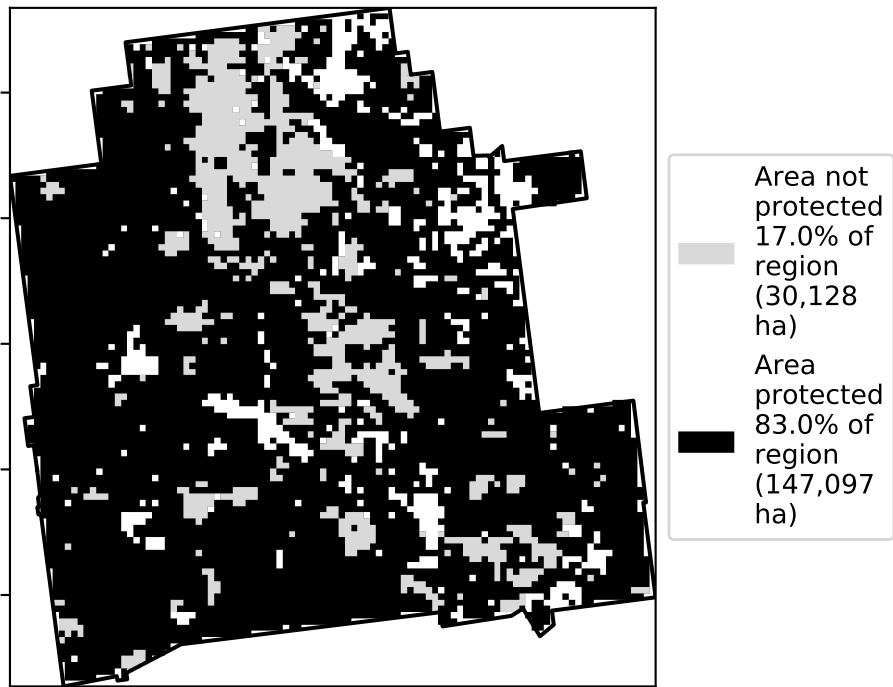 Area not
protected
17.0% of
region
(30,128
ha)
Area
protected
83.0% of
region
(147,097
ha)